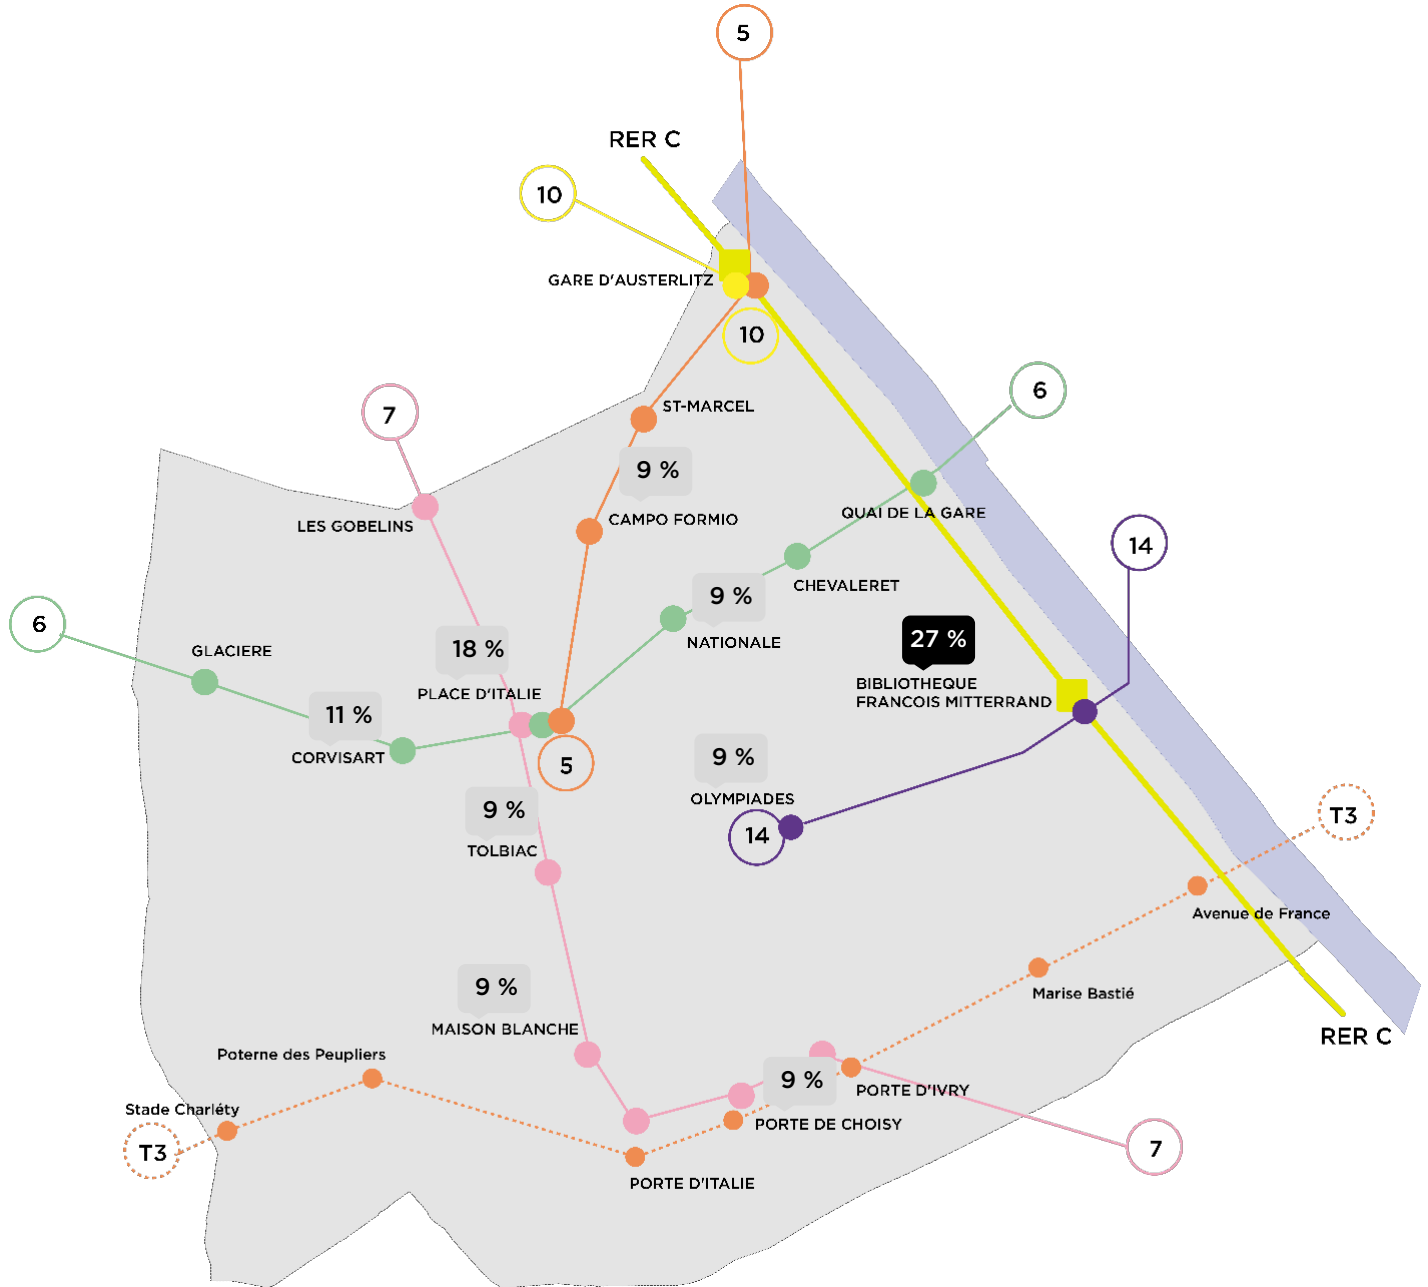 5
RER C
10
GARE D'AUSTERLITZ
10
6
7
ST-MARCEL
9 %
CAMPO FORMIO
LES GOBELINS
QUAI DE LA GARE
14
CHEVALERET
9 %
NATIONALE
6
GLACIERE
18 %
PLACE D'ITALIE
27 %
BIBLIOTHEQUE
FRANCOIS MITTERRAND
11 %
CORVISART
5
9 %
OLYMPIADES
14
9 %
TOLBIAC
T3
Avenue de France
9 %
MAISON BLANCHE
Marise Bastié
RER C
Poterne des Peupliers
9 %
PORTE D'IVRY
Stade Charléty
PORTE DE CHOISY
T3
7
PORTE D'ITALIE